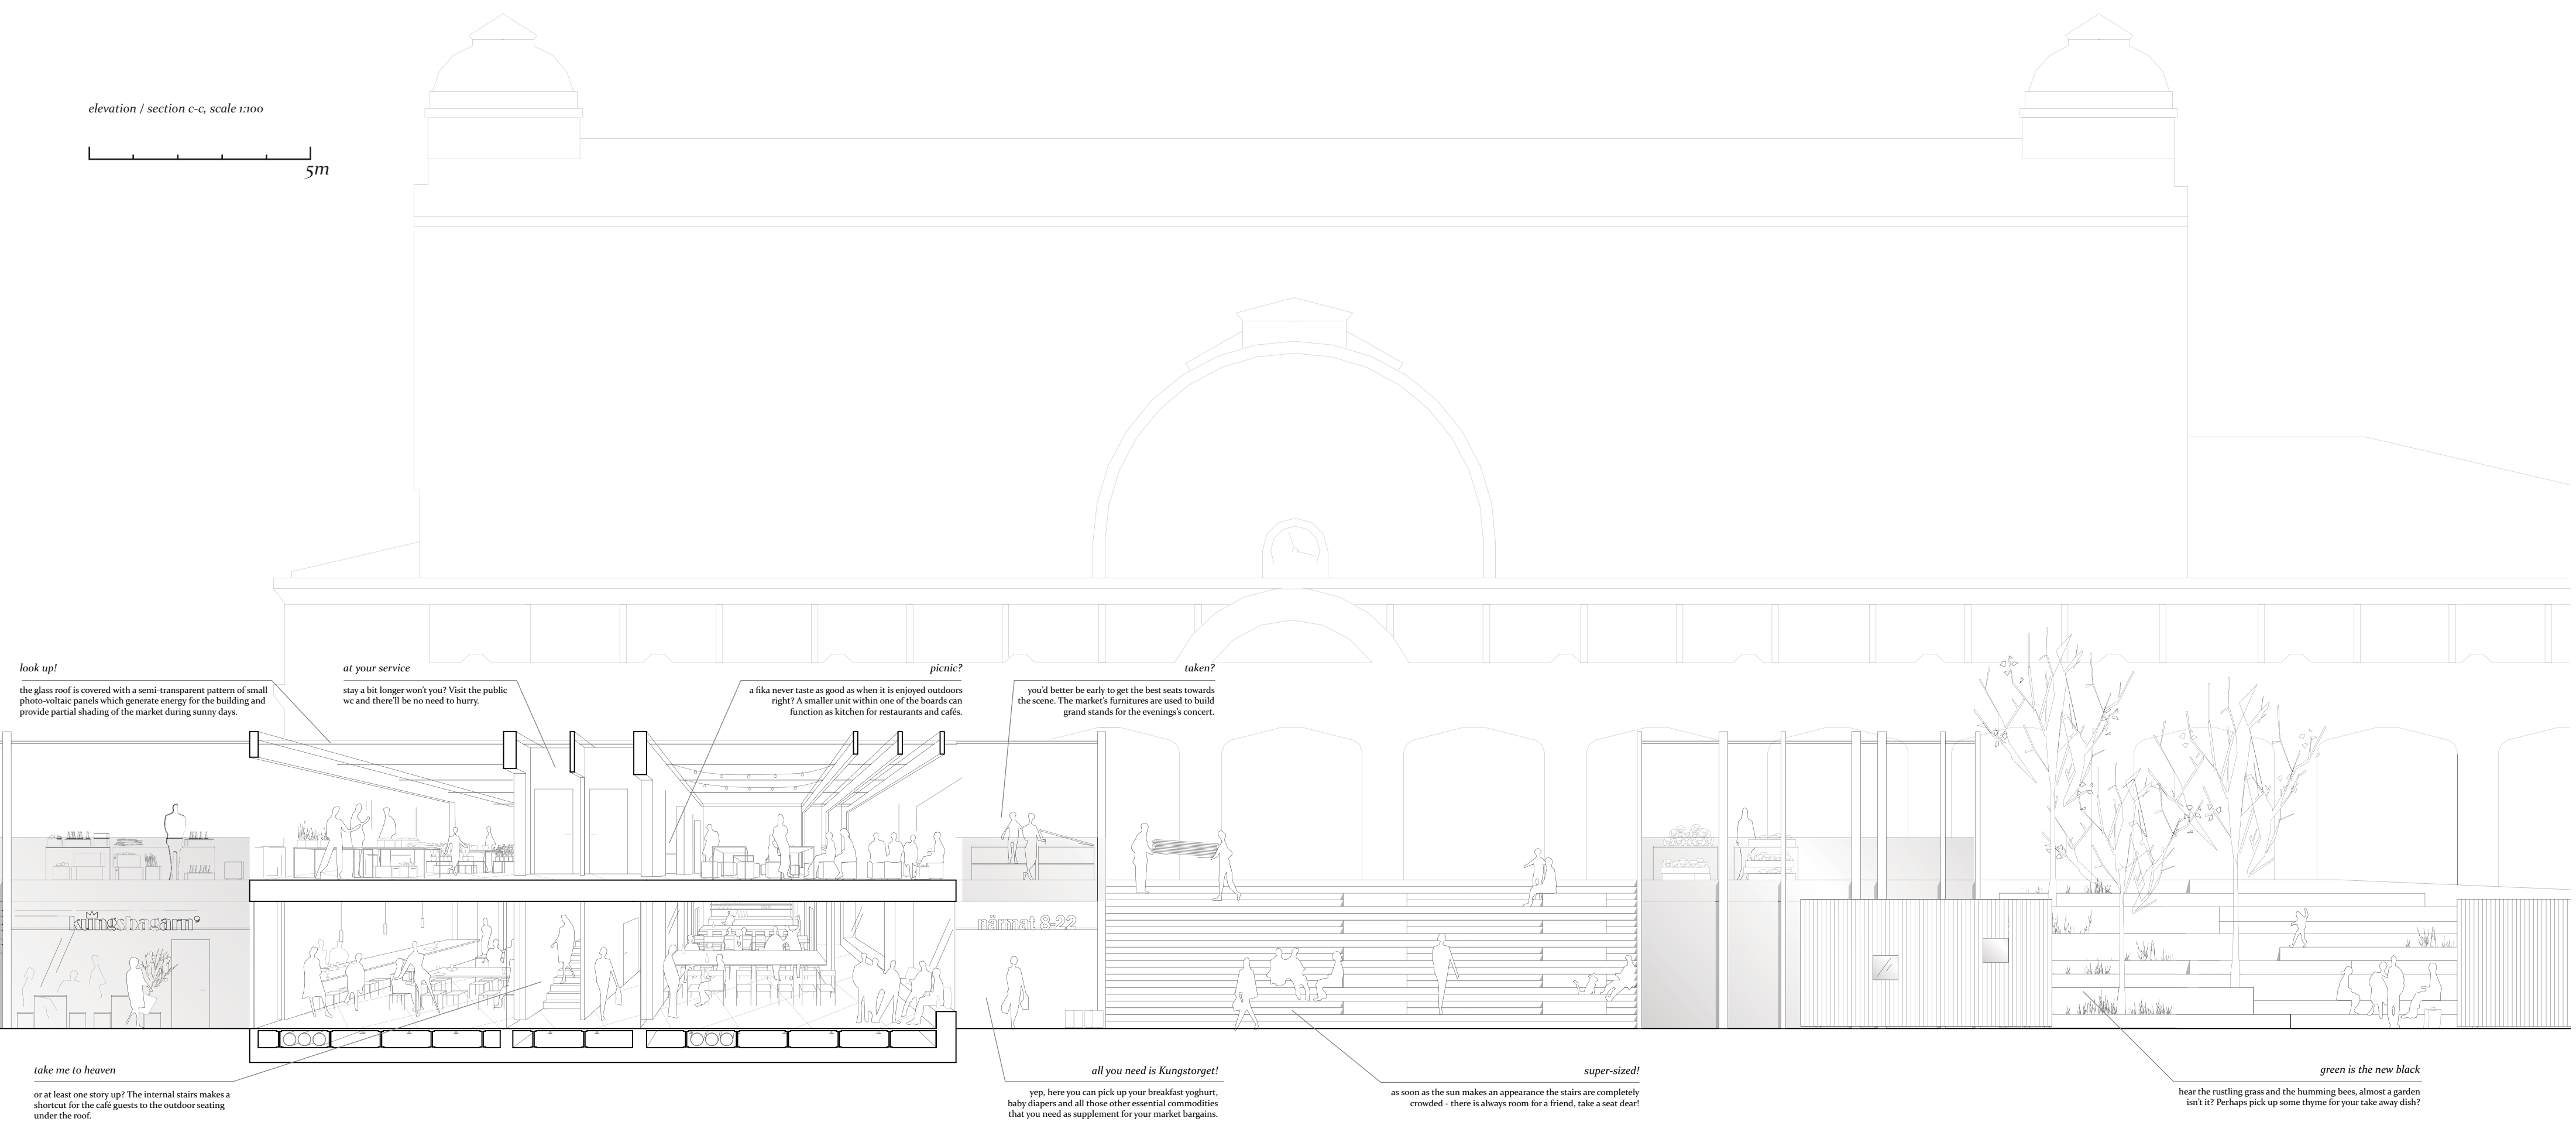 elevation / section c-c, scale 1:100
5m
look up!
the glass roof is covered with a semi-transparent pattern of small
photo-voltaic panels which generate energy for the building and
provide partial shading of the market during sunny days.
at your service
stay a bit longer won't you? Visit the public
wc and there'll be no need to hurry.
picnic?
a fika never taste as good as when it is enjoyed outdoors
right? A smaller unit within one of the boards can
function as kitchen for restaurants and cafés.
taken?
you'd better be early to get the best seats towards
the scene. The market's furnitures are used to build
grand stands for the evenings's concert.
kungsbagarn
närmat 8-22
take me to heaven
or at least one story up? The internal stairs makes a
shortcut for the café guests to the outdoor seating
under the roof.
all you need is Kungstorget!
yep, here you can pick up your breakfast yoghurt,
baby diapers and all those other essential commodities
that you need as supplement for your market bargains.
super-sized!
as soon as the sun makes an appearance the stairs are completely
crowded - there is always room for a friend, take a seat dear!
green is the new black
hear the rustling grass and the humming bees, almost a garden
isn't it? Perhaps pick up some thyme for your take away dish?